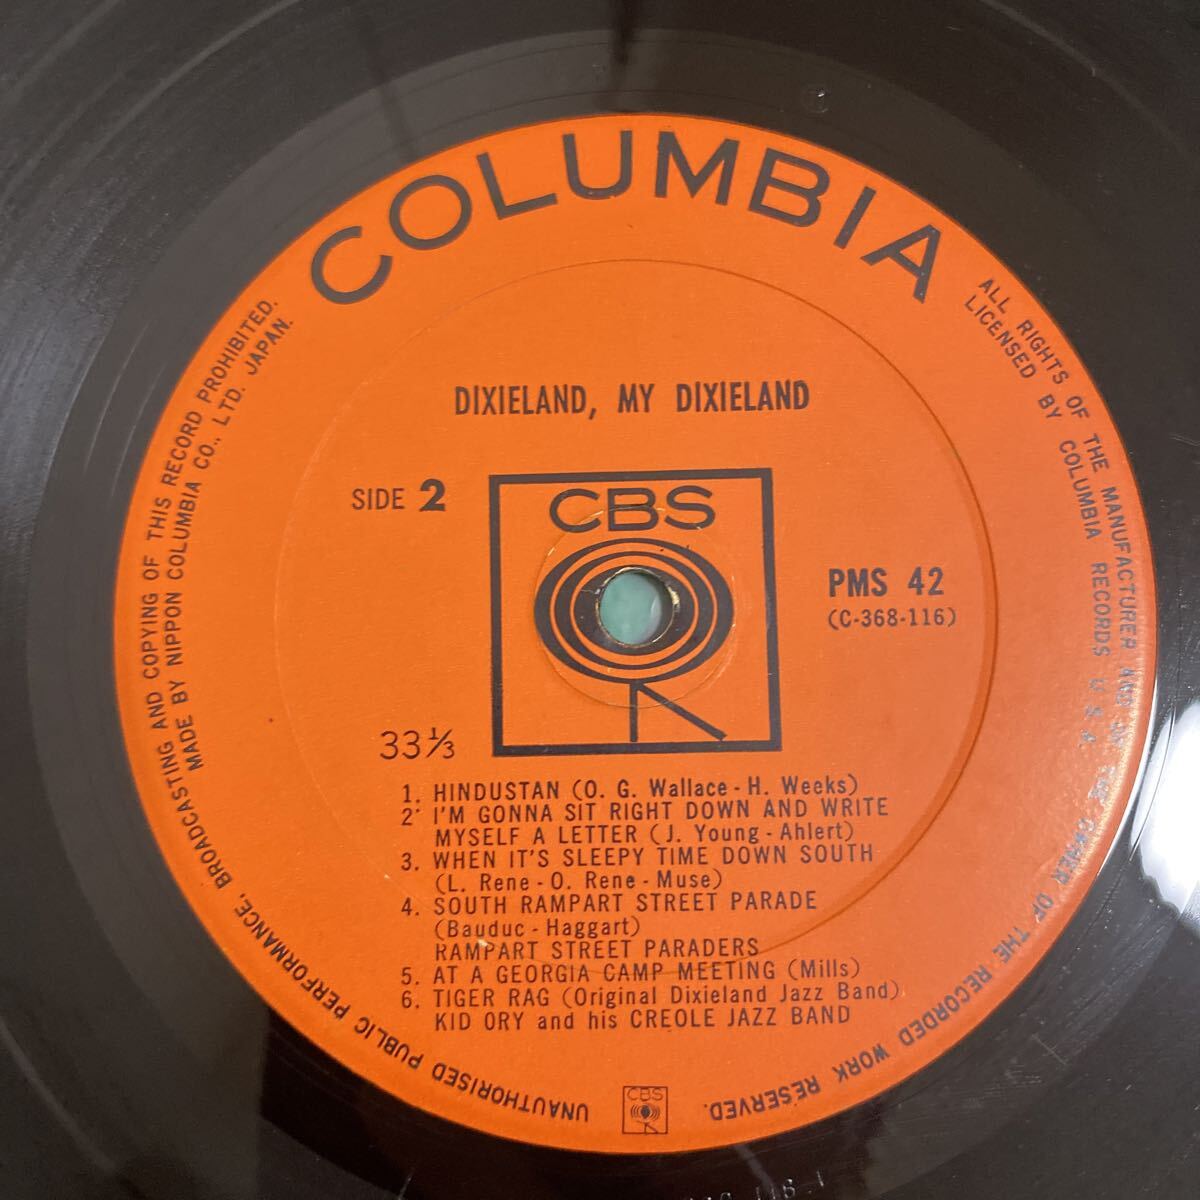 COLUMBIA
DIXIELAND, MY DIXIELAND
SIDE 2
CBS
PMS 42
(C-368-116)
33 1/3
1. HINDUSTAN (O. G. Wallace - H. Weeks)
2. I'M GONNA SIT RIGHT DOWN AND WRITE
MYSELF A LETTER (J. Young - Ahlert)
3. WHEN IT'S SLEEPY TIME DOWN SOUTH
(L. Rene - O. Rene - Muse)
4. SOUTH RAMPART STREET PARADE
(Bauduc - Haggart)
RAMPART STREET PARADERS
5. AT A GEORGIA CAMP MEETING (Mills)
6. TIGER RAG (Original Dixieland Jazz Band)
KID ORY and his CREOLE JAZZ BAND
ALL RIGHTS OF THE MANUFACTURER AND OF THE OWNER OF THE RECORDED WORK RESERVED.
LICENSED BY COLUMBIA RECORDS U.S.A.
UNAUTHORISED PUBLIC PERFORMANCE, BROADCASTING AND COPYING OF THIS RECORD PROHIBITED.
MADE BY NIPPON COLUMBIA CO., LTD. JAPAN.
CBS